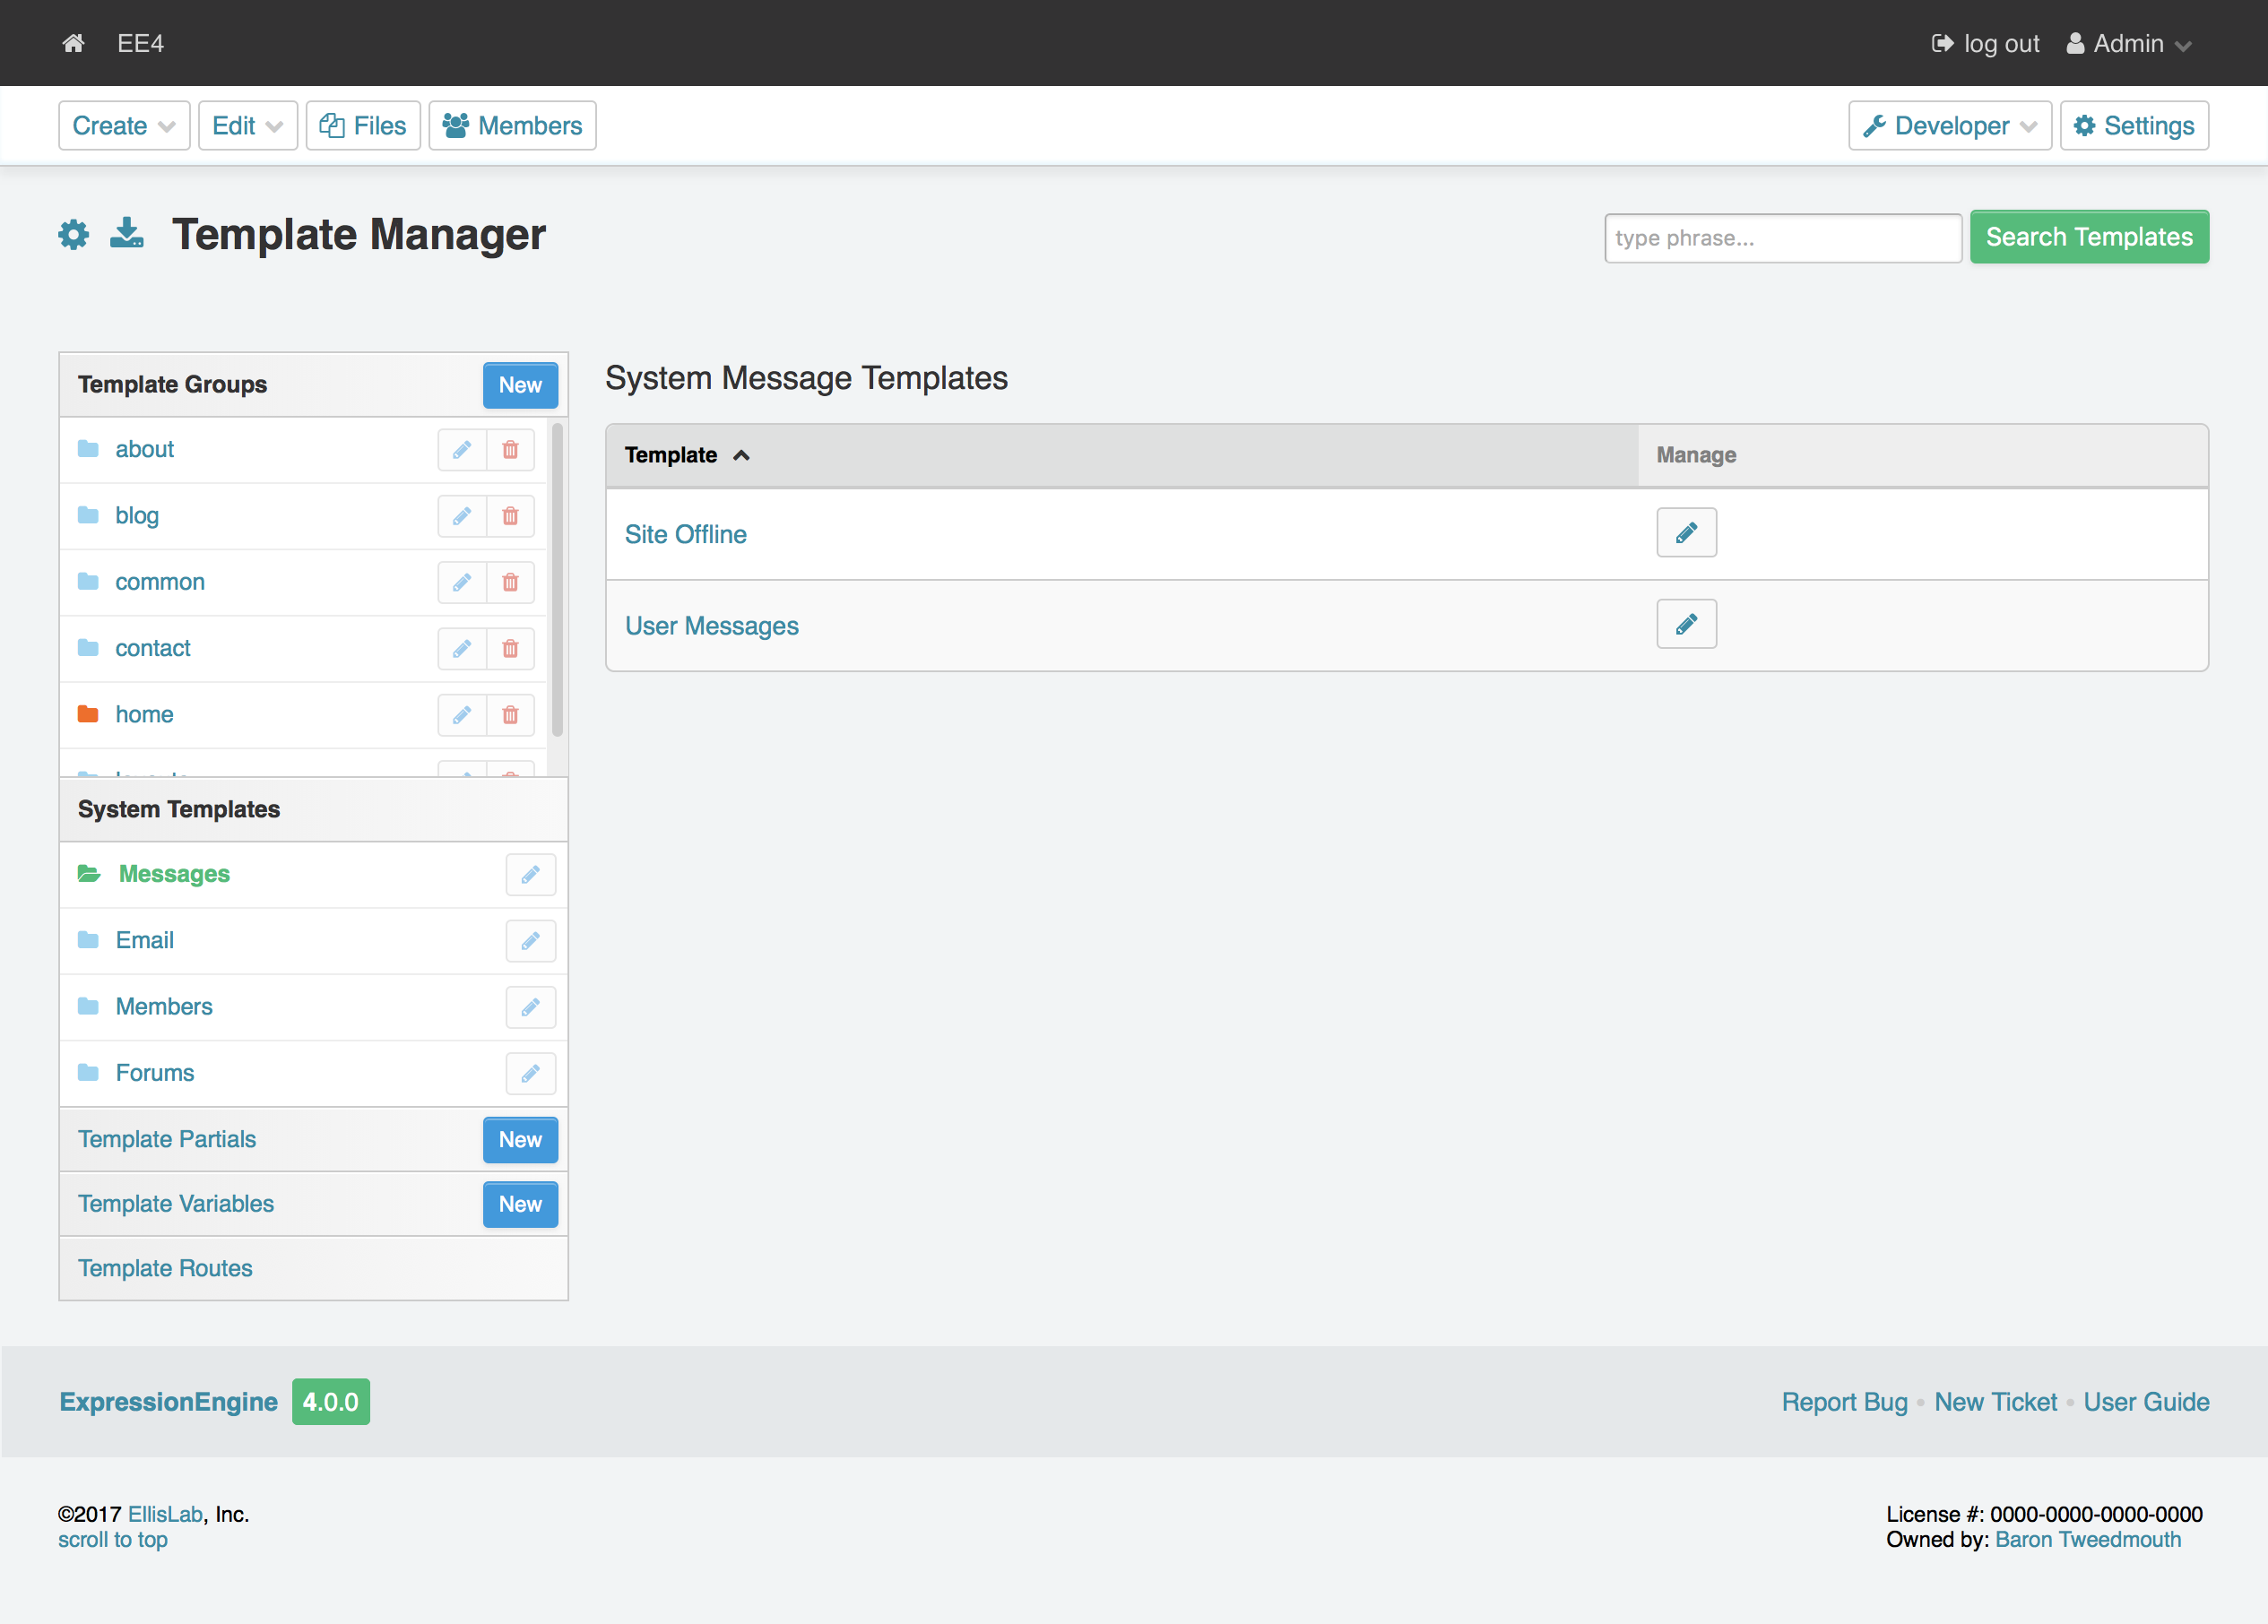 EE4
log out
Admin
Create
Edit
Files
Members
Developer
Settings
Template Manager
type phrase...
Search Templates
Template Groups
New
about
blog
common
contact
home
System Templates
Messages
Email
Members
Forums
Template Partials
New
Template Variables
New
Template Routes
System Message Templates
Template
Manage
Site Offline
User Messages
ExpressionEngine 4.0.0
Report Bug • New Ticket • User Guide
©2017 EllisLab, Inc.
scroll to top
License #: 0000-0000-0000-0000
Owned by: Baron Tweedmouth